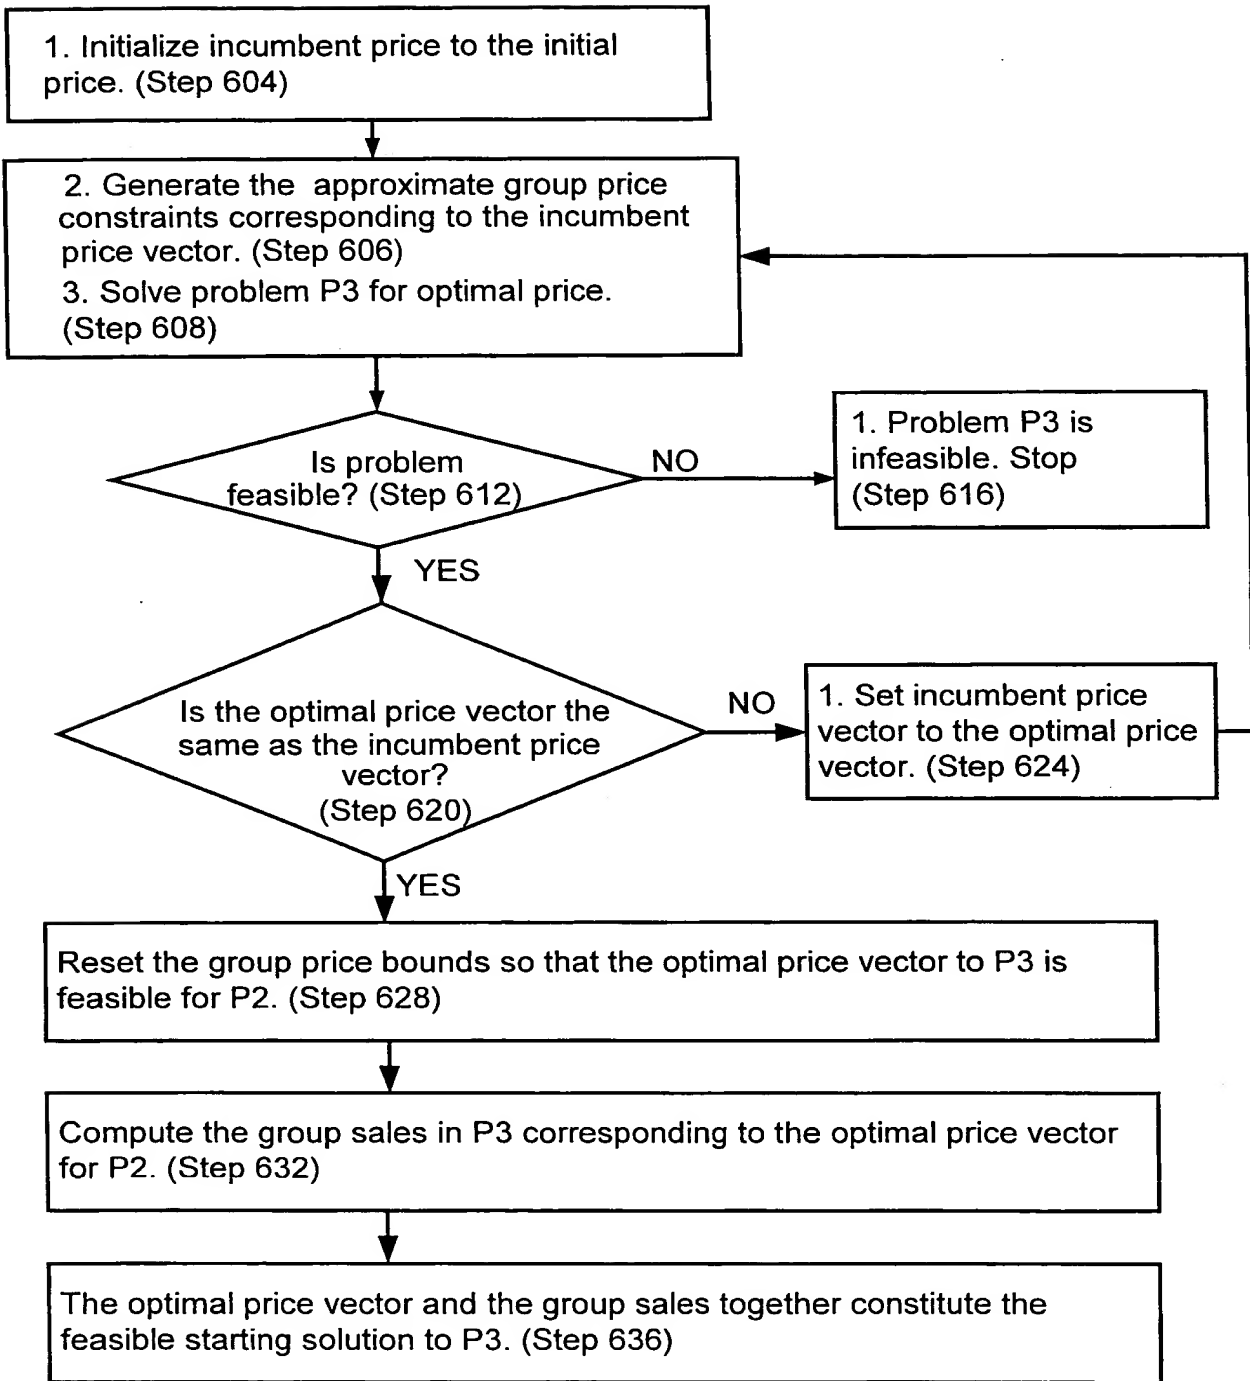 1. Initialize incumbent price to the initial
price. (Step 604)
2. Generate the approximate group price
constraints corresponding to the incumbent
price vector. (Step 606)
3. Solve problem P3 for optimal price.
(Step 608)
Is problem
feasible? (Step 612)
NO
1. Problem P3 is
infeasible. Stop
(Step 616)
YES
Is the optimal price vector the
same as the incumbent price
vector?
(Step 620)
NO
1. Set incumbent price
vector to the optimal price
vector. (Step 624)
YES
Reset the group price bounds so that the optimal price vector to P3 is
feasible for P2. (Step 628)
Compute the group sales in P3 corresponding to the optimal price vector
for P2. (Step 632)
The optimal price vector and the group sales together constitute the
feasible starting solution to P3. (Step 636)